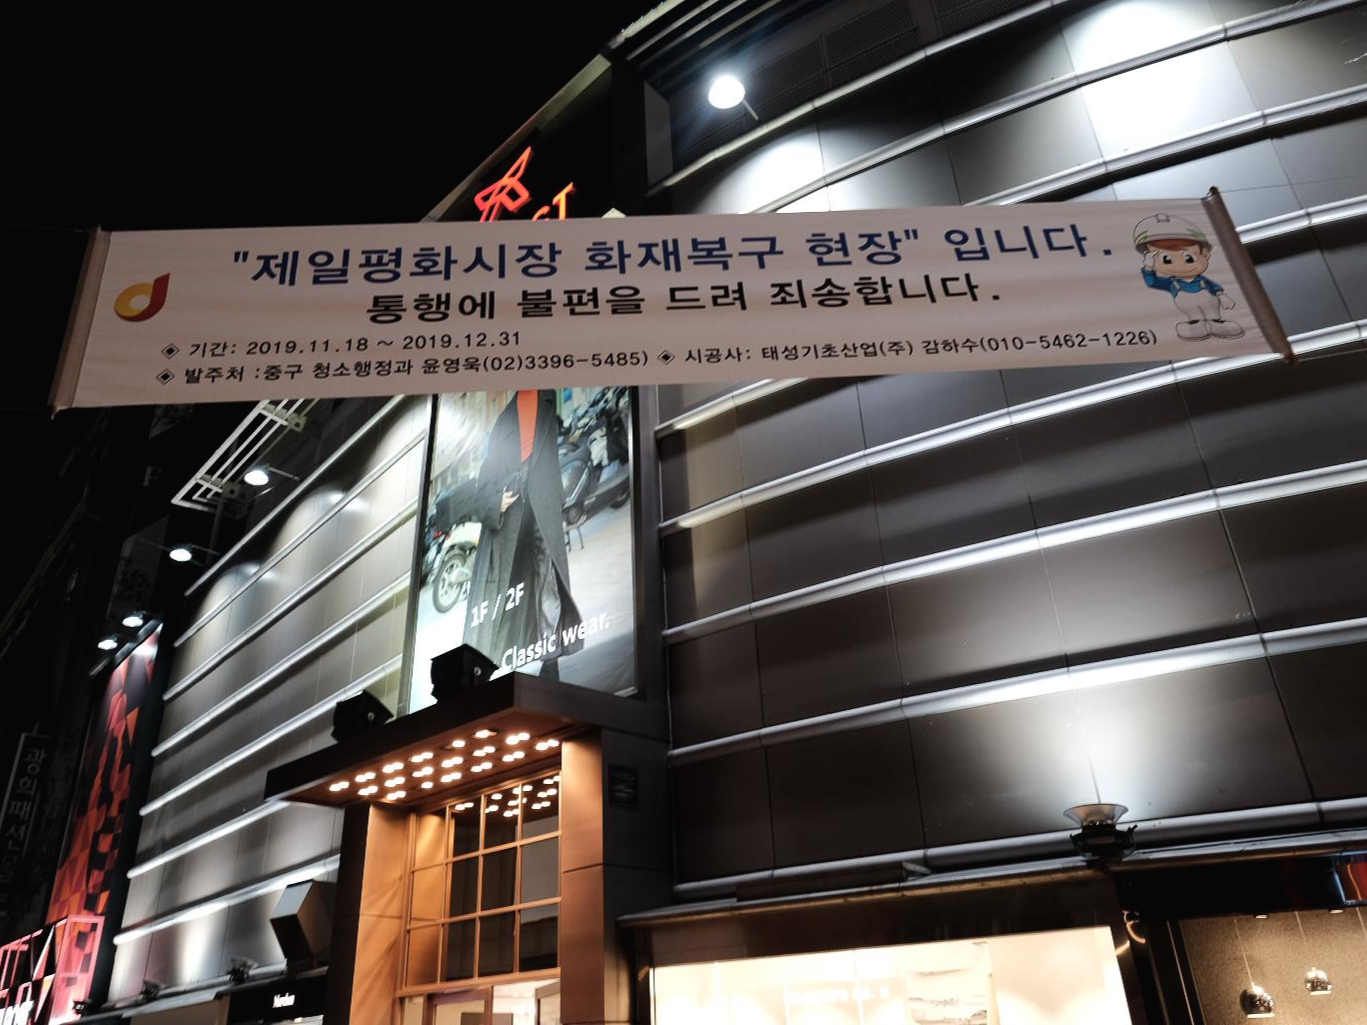 "제일평화시장 화재복구 현장" 입니다.
통행에 불편을 드려 죄송합니다.
◈ 기간: 2019.11.18 ~ 2019.12.31
◈ 발주처 :중구 청소행정과 윤영욱(02)3396-5485) ◈ 시공사: 태성기초산업(주) 감하수(010-5462-1226)
1F / 2F
Classic wear.